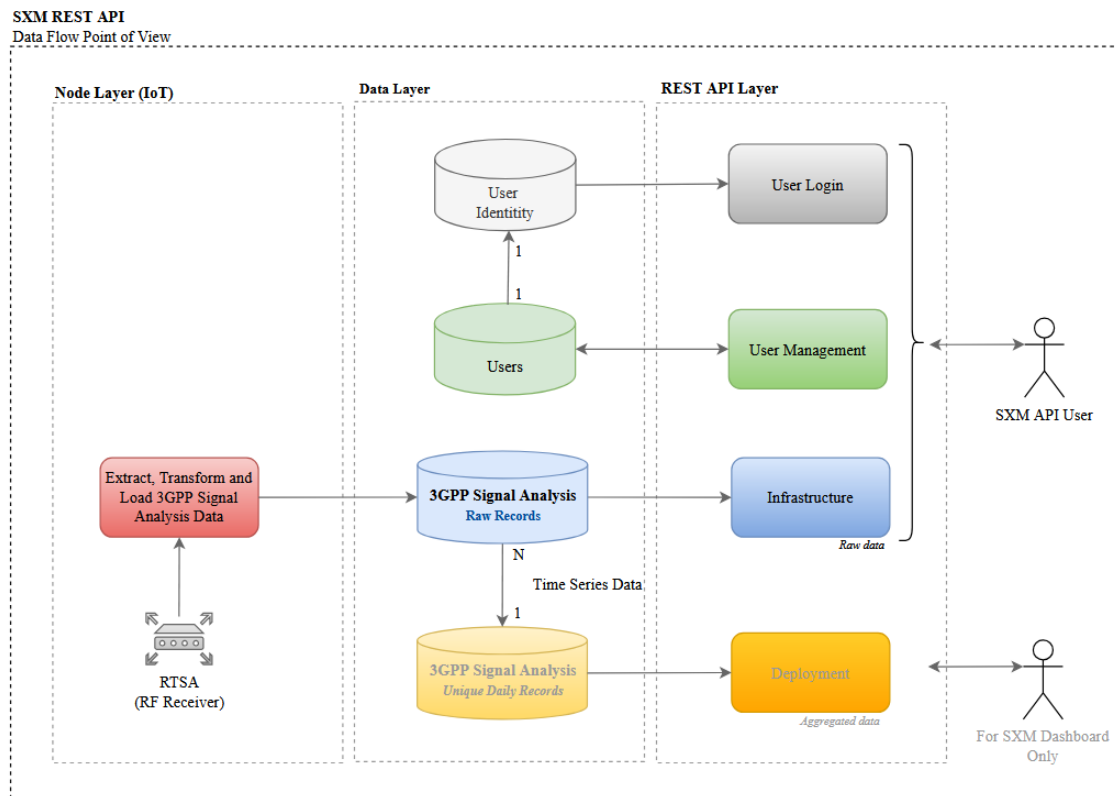 SXM REST API
Data Flow Point of View
Node Layer (IoT)
Data Layer
REST API Layer
User
Identitity
User Login
1
1
Users
User Management
SXM API User
Extract, Transform and
Load 3GPP Signal
Analysis Data
3GPP Signal Analysis
Raw Records
Infrastructure
Raw data
N
Time Series Data
1
RTSA
(RF Receiver)
3GPP Signal Analysis
Unique Daily Records
Deployment
Aggregated data
For SXM Dashboard
Only